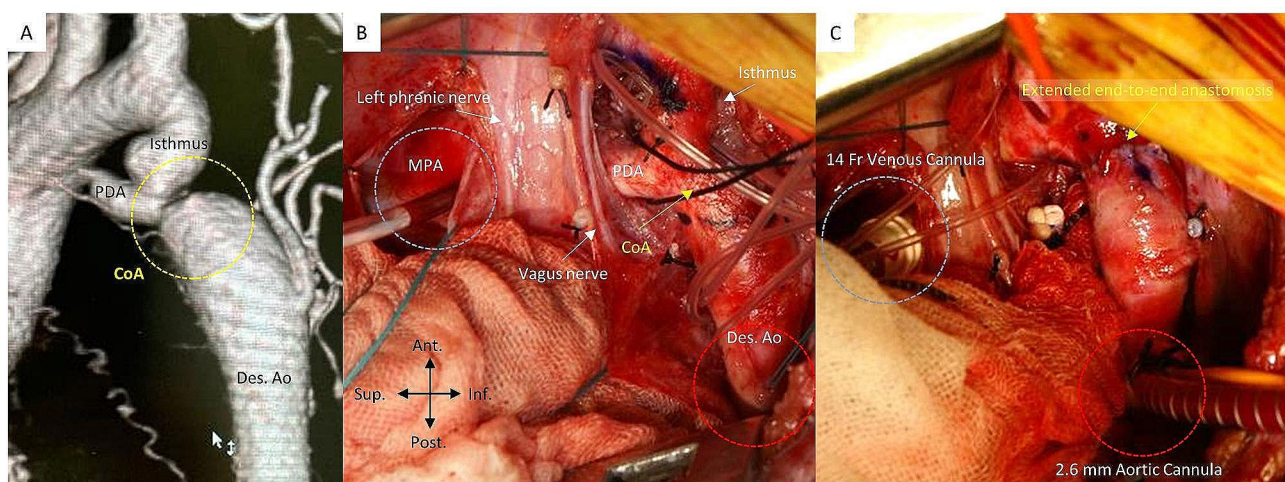 A
Isthmus
PDA
CoA
Des. Ao
B
Isthmus
Left phrenic nerve
MPA
PDA
CoA
Vagus nerve
Des. Ao
Ant.
Sup.
Inf.
Post.
C
Extended end-to-end anastomosis
14 Fr Venous Cannula
2.6 mm Aortic Cannula